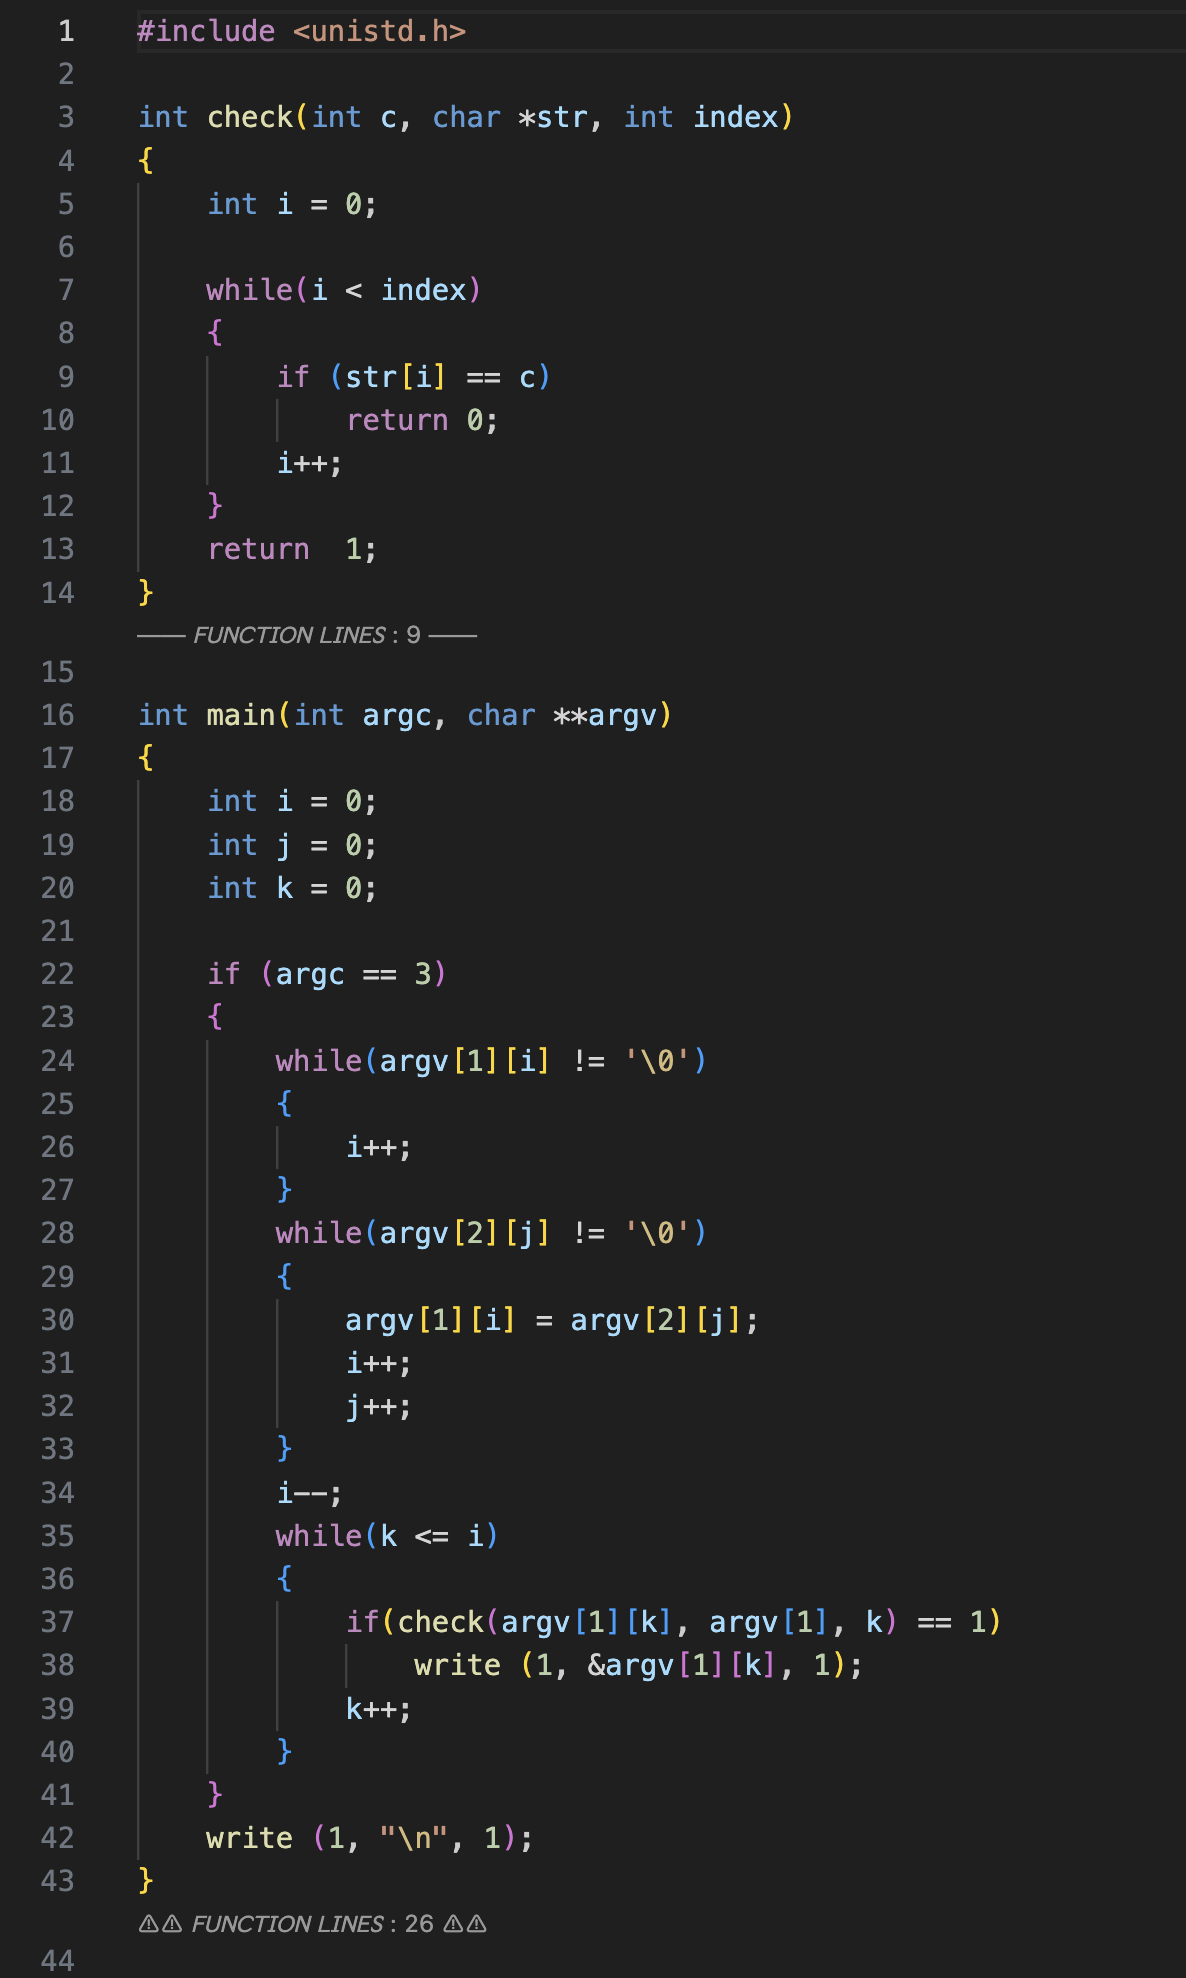 1 #include <unistd.h>
2
3 int check(int c, char *str, int index)
4 {
5     int i = 0;
6
7     while(i < index)
8     {
9         if (str[i] == c)
10             return 0;
11         i++;
12     }
13     return  1;
14 }
—— FUNCTION LINES : 9 ——
15
16 int main(int argc, char **argv)
17 {
18     int i = 0;
19     int j = 0;
20     int k = 0;
21
22     if (argc == 3)
23     {
24         while(argv[1][i] != '\0')
25         {
26             i++;
27         }
28         while(argv[2][j] != '\0')
29         {
30             argv[1][i] = argv[2][j];
31             i++;
32             j++;
33         }
34         i--;
35         while(k <= i)
36         {
37             if(check(argv[1][k], argv[1], k) == 1)
38                 write (1, &argv[1][k], 1);
39             k++;
40         }
41     }
42     write (1, "\n", 1);
43 }
⚠⚠ FUNCTION LINES : 26 ⚠⚠
44